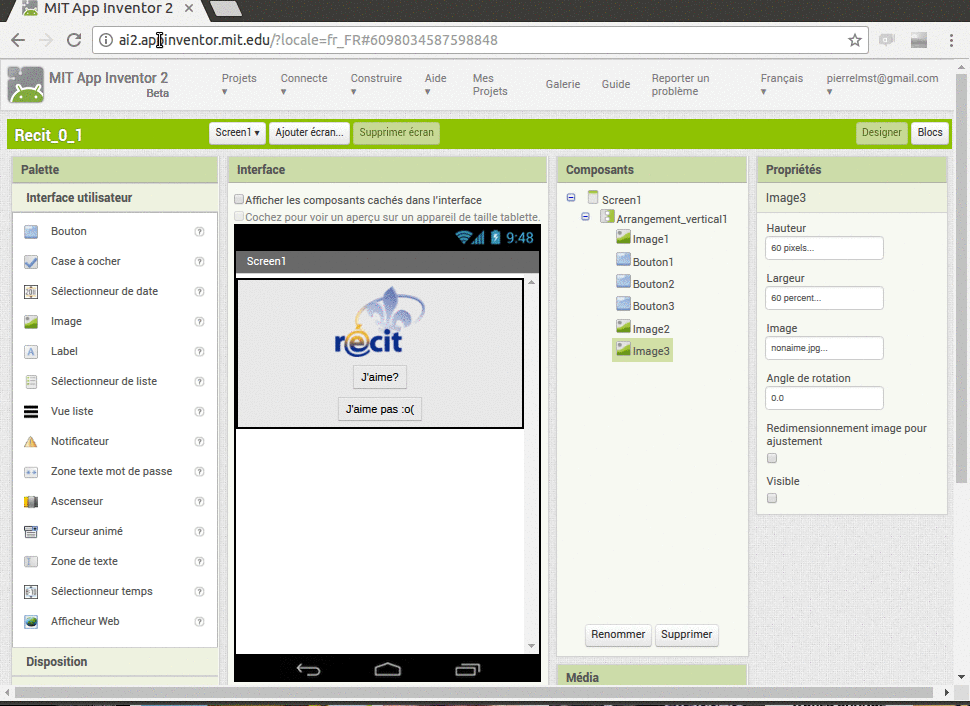 MIT App Inventor 2
ai2.appinventor.mit.edu/?locale=fr_FR#6098034587598848
MIT App Inventor 2
Beta
Projets
Connecte
Construire
Aide
Mes
Projets
Galerie
Guide
Reporter un
problème
Français
pierrelmst@gmail.com
Recit_0_1
Screen1
Ajouter écran...
Supprimer écran
Designer
Blocs
Palette
Interface utilisateur
Bouton
?
Case à cocher
?
Sélectionneur de date
?
Image
?
A
Label
?
Sélectionneur de liste
?
Vue liste
?
Notificateur
?
Zone texte mot de passe
?
Ascenseur
?
Curseur animé
?
Zone de texte
?
Sélectionneur temps
?
Afficheur Web
?
Disposition
Interface
Afficher les composants cachés dans l'interface
Cochez pour voir un aperçu sur un appareil de taille tablette.
9:48
Screen1
récit
J'aime?
J'aime pas :o(
Composants
Screen1
Arrangement_vertical1
Image1
Bouton1
Bouton2
Bouton3
Image2
Image3
Renommer
Supprimer
Média
Propriétés
Image3
Hauteur
60 pixels...
Largeur
60 percent...
Image
nonaime.jpg...
Angle de rotation
0.0
Redimensionnement image pour
ajustement
Visible